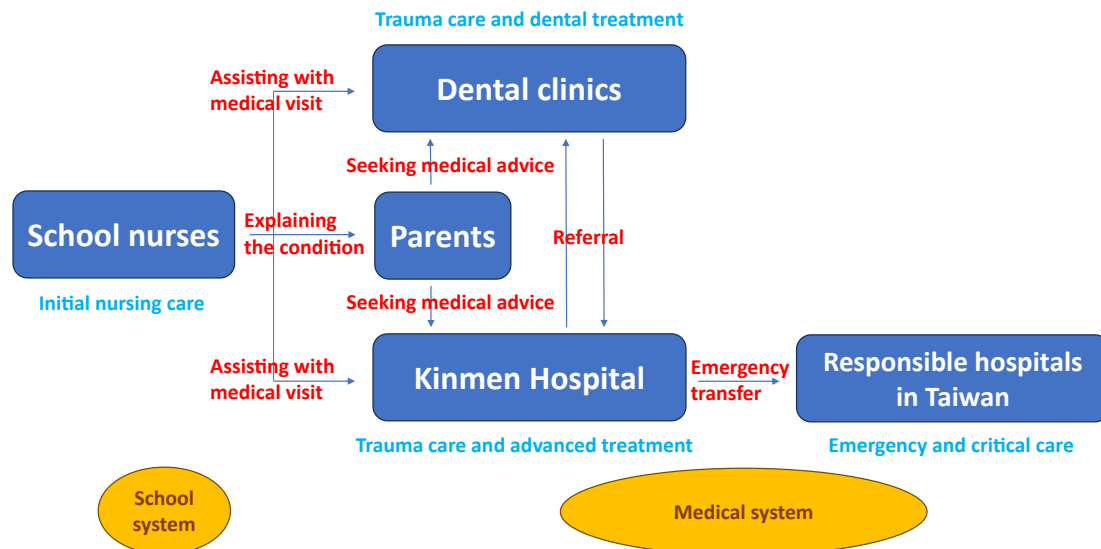 Trauma care and dental treatment
Assisting with
medical visit
Dental clinics
Seeking medical advice
School nurses
Explaining
the condition
Parents
Referral
Initial nursing care
Seeking medical advice
Assisting with
medical visit
Kinmen Hospital
Emergency
transfer
Responsible hospitals
in Taiwan
Trauma care and advanced treatment
Emergency and critical care
School
system
Medical system